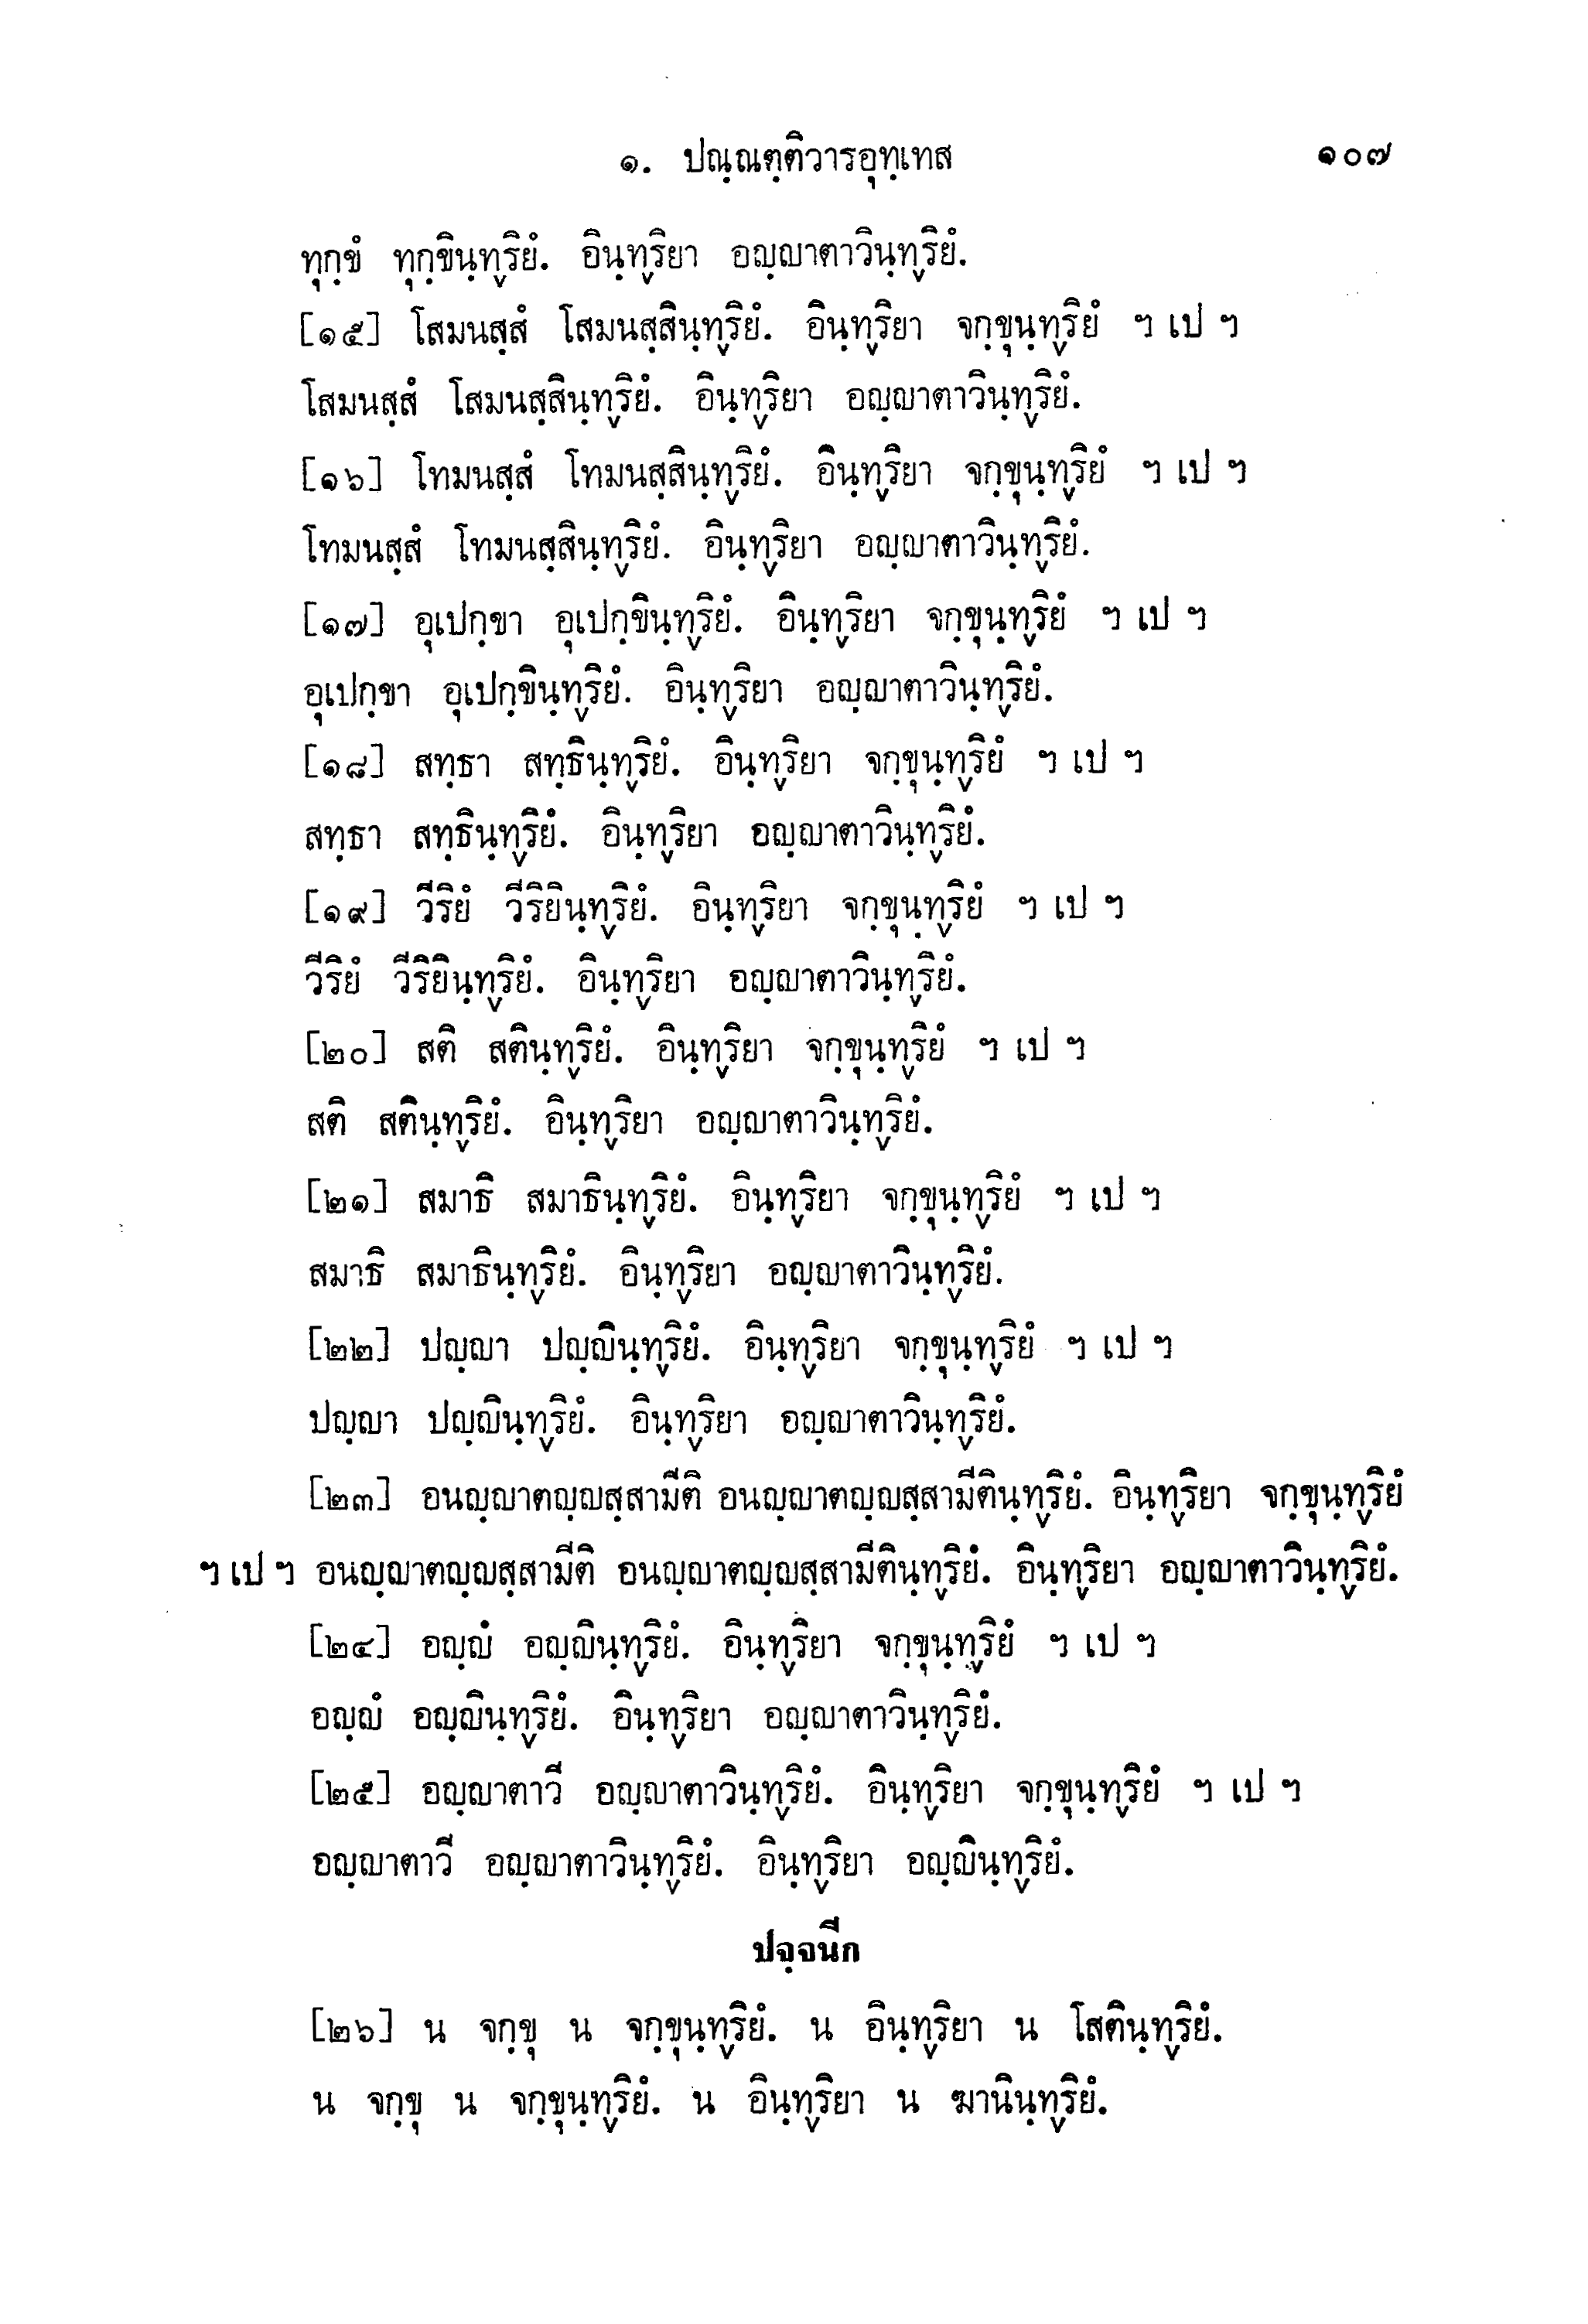 ๑. ปณฺณตฺติวารอุทฺเทส ๑๐๗
ทุกฺขํ ทุกฺขินฺท๎ริยํ. อินฺท๎ริยา อญฺญาตาวินฺท๎ริยํ.
[๑๕] โสมนสฺสํ โสมนสฺสินฺท๎ริยํ. อินฺท๎ริยา จกฺขุนฺท๎ริยํ ฯ เป ฯ
โสมนสฺสํ โสมนสฺสินฺท๎ริยํ. อินฺท๎ริยา อญฺญาตาวินฺท๎ริยํ.
[๑๖] โทมนสฺสํ โทมนสฺสินฺท๎ริยํ. อินฺท๎ริยา จกฺขุนฺท๎ริยํ ฯ เป ฯ
โทมนสฺสํ โทมนสฺสินฺท๎ริยํ. อินฺท๎ริยา อญฺญาตาวินฺท๎ริยํ.
[๑๗] อุเปกฺขา อุเปกฺขินฺท๎ริยํ. อินฺท๎ริยา จกฺขุนฺท๎ริยํ ฯ เป ฯ
อุเปกฺขา อุเปกฺขินฺท๎ริยํ. อินฺท๎ริยา อญฺญาตาวินฺท๎ริยํ.
[๑๘] สทฺธา สทฺธินฺท๎ริยํ. อินฺท๎ริยา จกฺขุนฺท๎ริยํ ฯ เป ฯ
สทฺธา สทฺธินฺท๎ริยํ. อินฺท๎ริยา อญฺญาตาวินฺท๎ริยํ.
[๑๙] วีริยํ วีริยินฺท๎ริยํ. อินฺท๎ริยา จกฺขุนฺท๎ริยํ ฯ เป ฯ
วีริยํ วีริยินฺท๎ริยํ. อินฺท๎ริยา อญฺญาตาวินฺท๎ริยํ.
[๒๐] สติ สตินฺท๎ริยํ. อินฺท๎ริยา จกฺขุนฺท๎ริยํ ฯ เป ฯ
สติ สตินฺท๎ริยํ. อินฺท๎ริยา อญฺญาตาวินฺท๎ริยํ.
[๒๑] สมาธิ สมาธินฺท๎ริยํ. อินฺท๎ริยา จกฺขุนฺท๎ริยํ ฯ เป ฯ
สมาธิ สมาธินฺท๎ริยํ. อินฺท๎ริยา อญฺญาตาวินฺท๎ริยํ.
[๒๒] ปญฺญา ปญฺญินฺท๎ริยํ. อินฺท๎ริยา จกฺขุนฺท๎ริยํ ฯ เป ฯ
ปญฺญา ปญฺญินฺท๎ริยํ. อินฺท๎ริยา อญฺญาตาวินฺท๎ริยํ.
[๒๓] อนญฺญาตญฺญสฺสามีติ อนญฺญาตญฺญสฺสามีตินฺท๎ริยํ. อินฺท๎ริยา จกฺขุนฺท๎ริยํ
ฯ เป ฯ อนญฺญาตญฺญสฺสามีติ อนญฺญาตญฺญสฺสามีตินฺท๎ริยํ. อินฺท๎ริยา อญฺญาตาวินฺท๎ริยํ.
[๒๔] อญฺญํ อญฺญินฺท๎ริยํ. อินฺท๎ริยา จกฺขุนฺท๎ริยํ ฯ เป ฯ
อญฺญํ อญฺญินฺท๎ริยํ. อินฺท๎ริยา อญฺญาตาวินฺท๎ริยํ.
[๒๕] อญฺญาตาวี อญฺญาตาวินฺท๎ริยํ. อินฺท๎ริยา จกฺขุนฺท๎ริยํ ฯ เป ฯ
อญฺญาตาวี อญฺญาตาวินฺท๎ริยํ. อินฺท๎ริยา อญฺญินฺท๎ริยํ.
ปจฺจนีก
[๒๖] น จกฺขุ น จกฺขุนฺท๎ริยํ. น อินฺท๎ริยา น โสตินฺท๎ริยํ.
น จกฺขุ น จกฺขุนฺท๎ริยํ. น อินฺท๎ริยา น ฆานินฺท๎ริยํ.